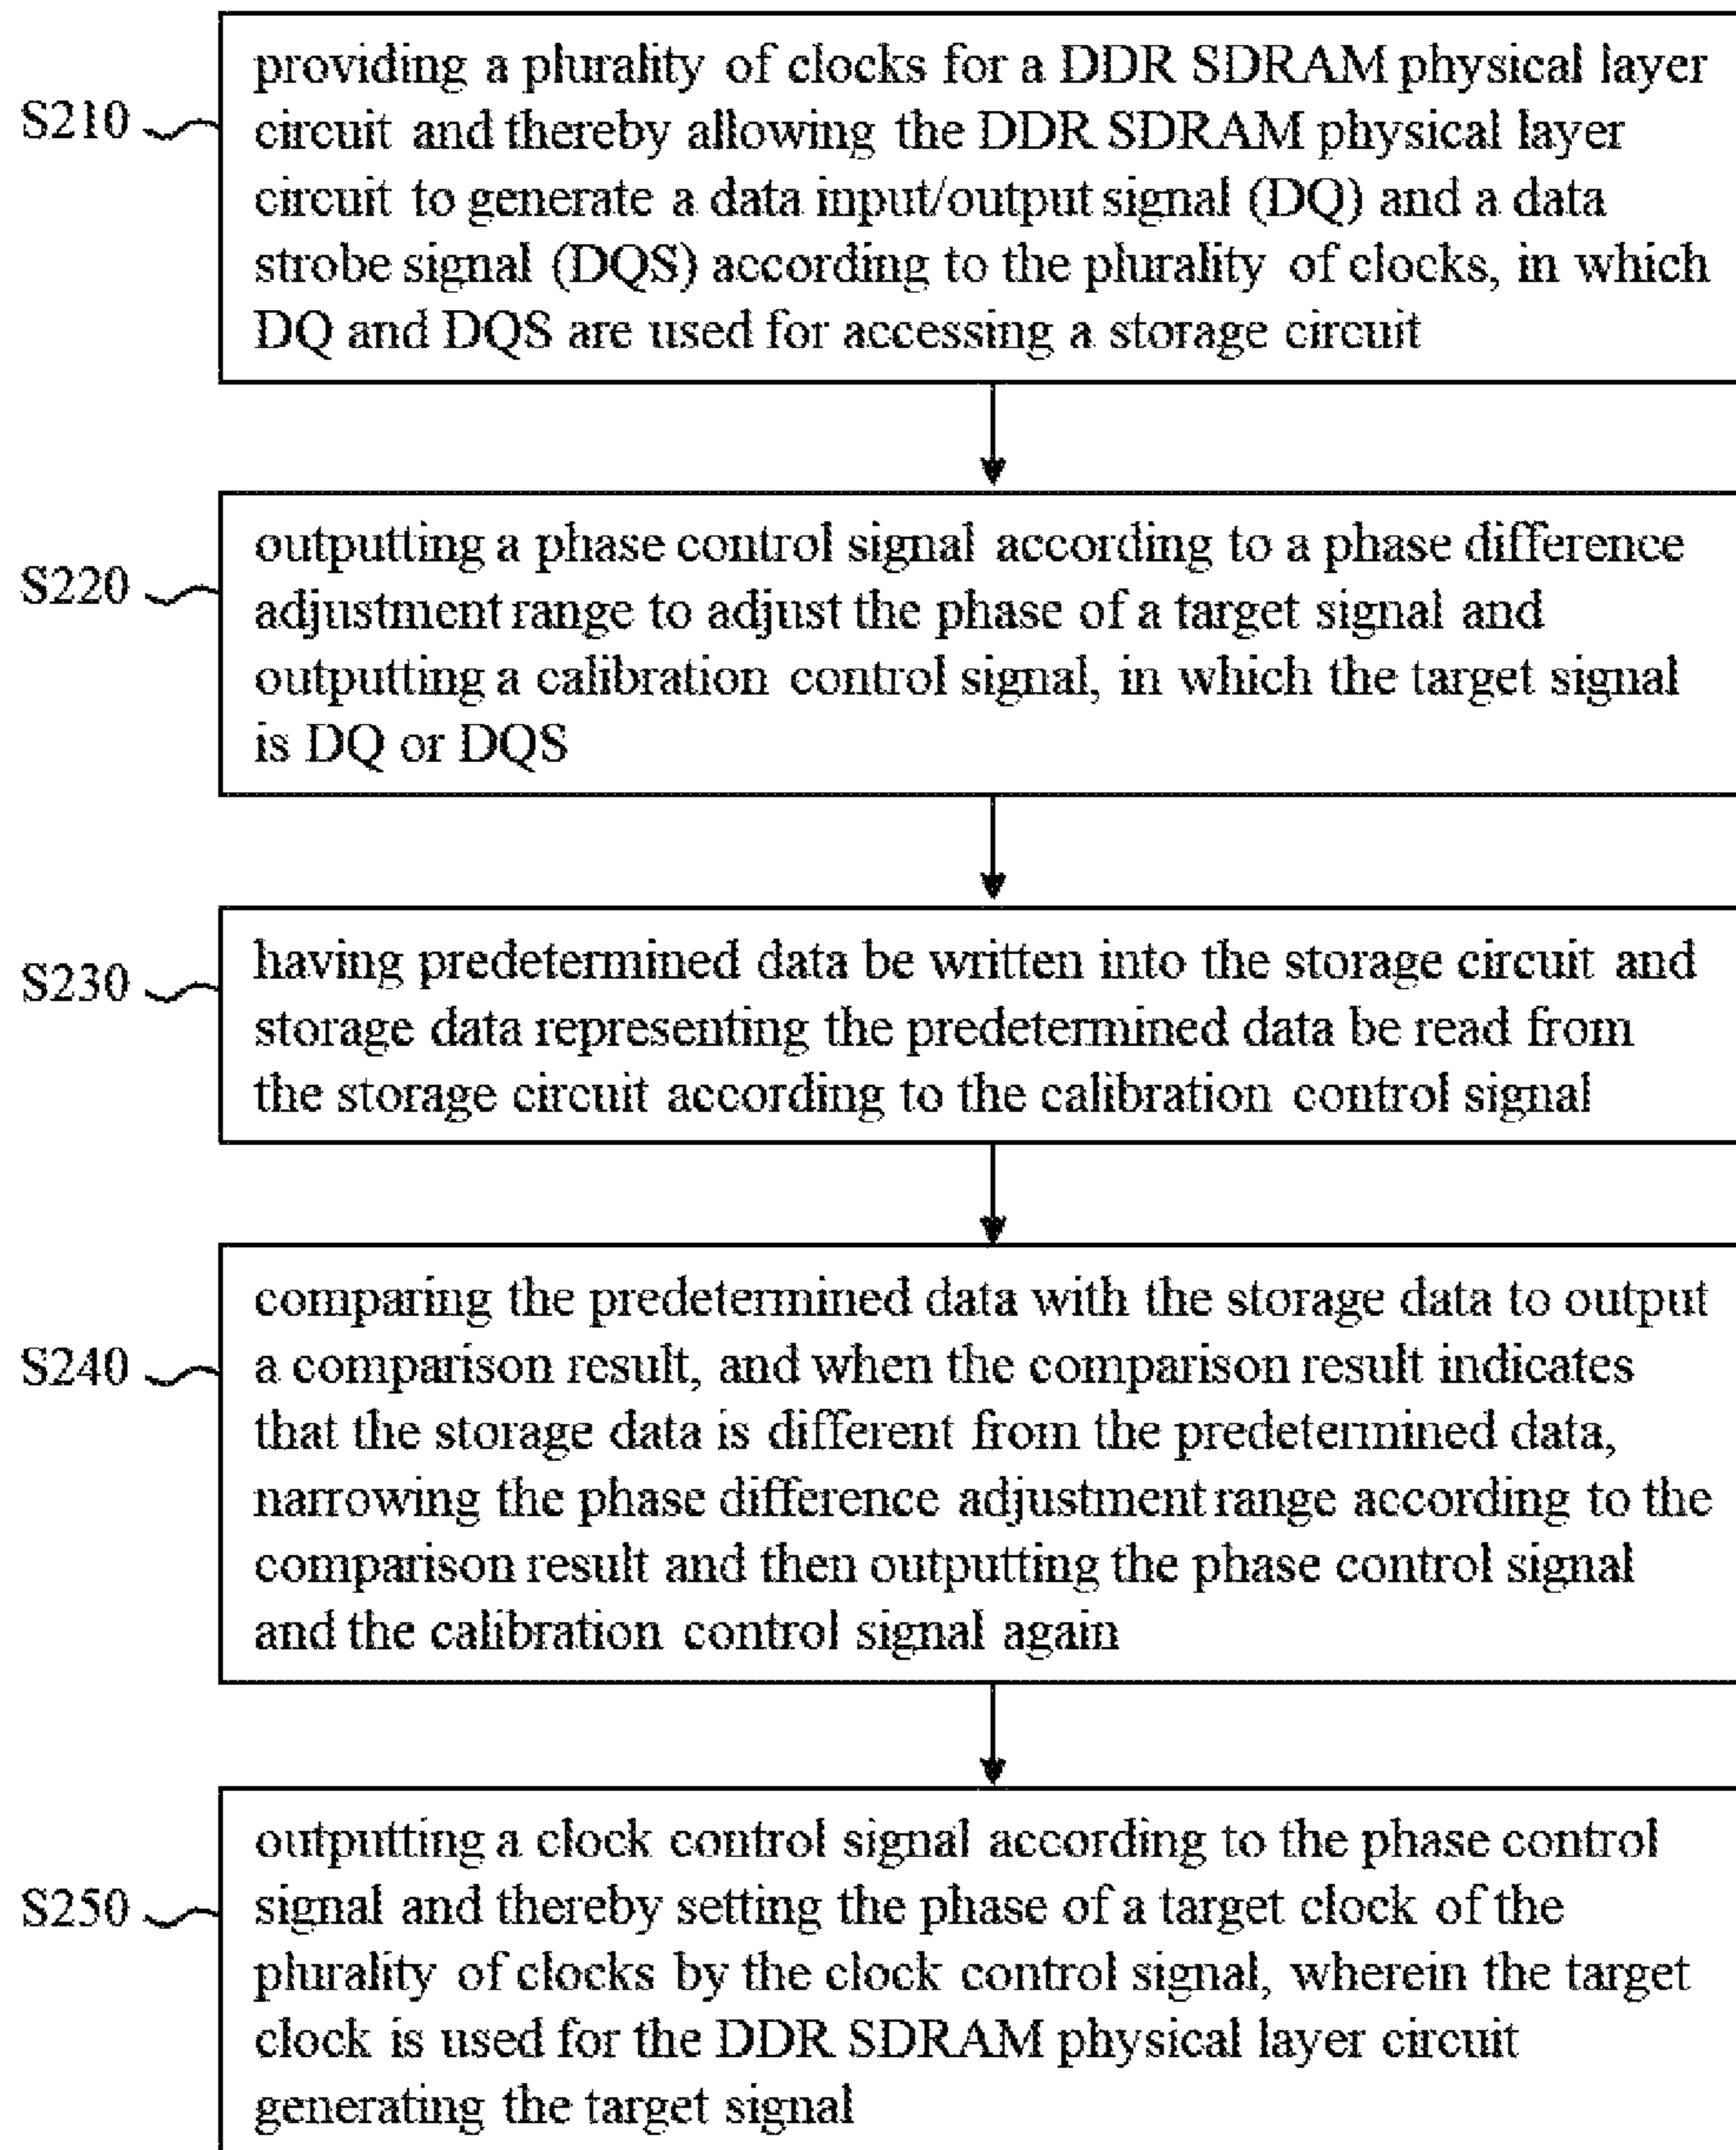 S210
providing a plurality of clocks for a DDR SDRAM physical layer
circuit and thereby allowing the DDR SDRAM physical layer
circuit to generate a data input/output signal (DQ) and a data
strobe signal (DQS) according to the plurality of clocks, in which
DQ and DQS are used for accessing a storage circuit
S220
outputting a phase control signal according to a phase difference
adjustment range to adjust the phase of a target signal and
outputting a calibration control signal, in which the target signal
is DQ or DQS
S230
having predetermined data be written into the storage circuit and
storage data representing the predetermined data be read from
the storage circuit according to the calibration control signal
S240
comparing the predetermined data with the storage data to output
a comparison result, and when the comparison result indicates
that the storage data is different from the predetermined data,
narrowing the phase difference adjustment range according to the
comparison result and then outputting the phase control signal
and the calibration control signal again
S250
outputting a clock control signal according to the phase control
signal and thereby setting the phase of a target clock of the
plurality of clocks by the clock control signal, wherein the target
clock is used for the DDR SDRAM physical layer circuit
generating the target signal